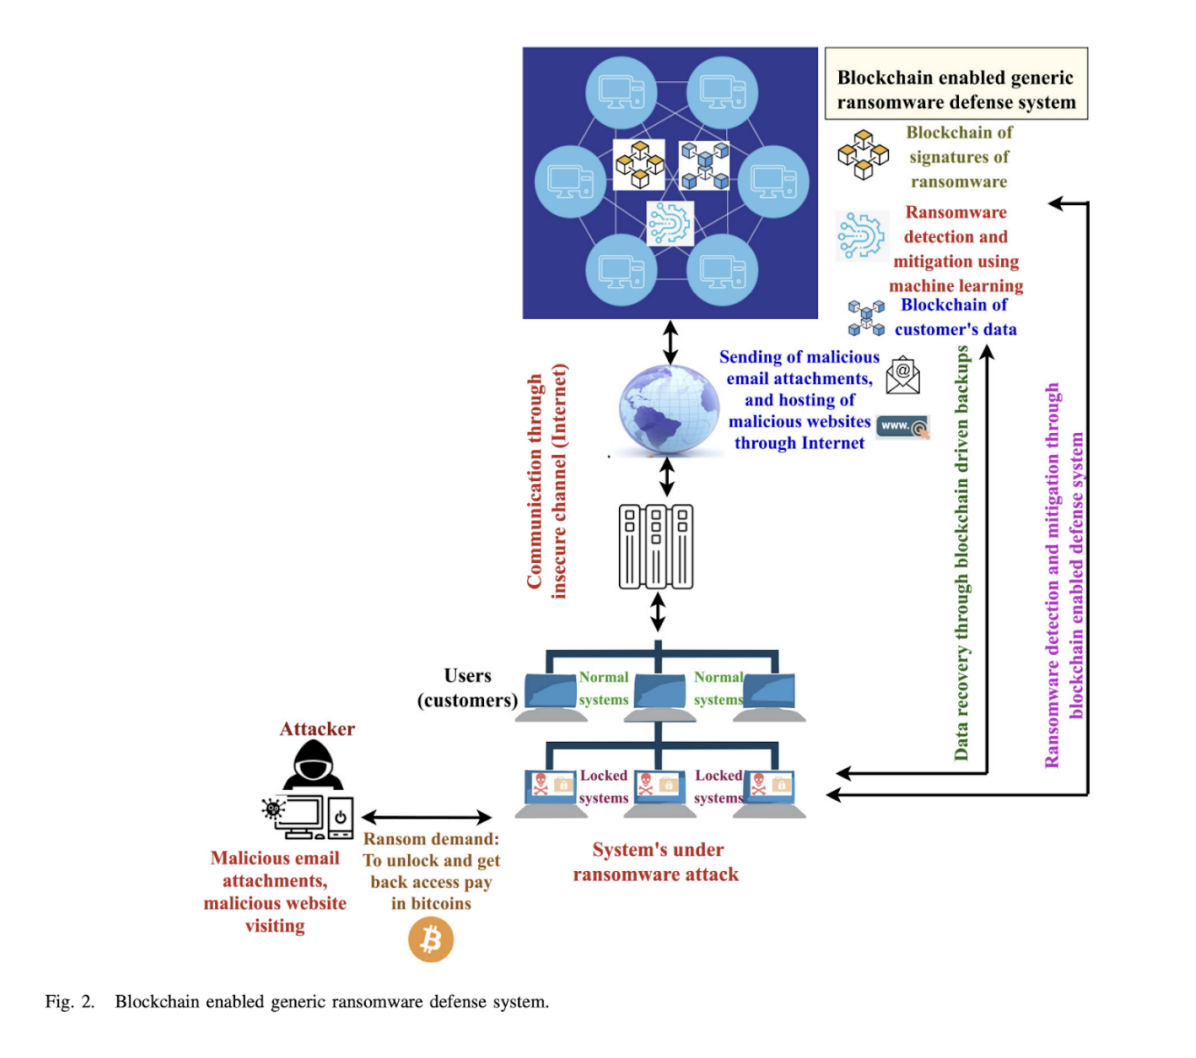 Blockchain enabled generic
ransomware defense system
Blockchain of
signatures of
ransomware
Ransomware
detection and
mitigation using
machine learning
Blockchain of
customer's data
Sending of malicious
email attachments,
and hosting of
malicious websites
through Internet
@
www.
Communication through
insecure channel (Internet)
Data recovery through blockchain driven backups
Ransomware detection and mitigation through
blockchain enabled defense system
Users
(customers)
Normal
systems
Normal
systems
Attacker
Locked
systems
Locked
systems
System's under
ransomware attack
Ransom demand:
To unlock and get
back access pay
in bitcoins
Malicious email
attachments,
malicious website
visiting
Fig. 2. Blockchain enabled generic ransomware defense system.